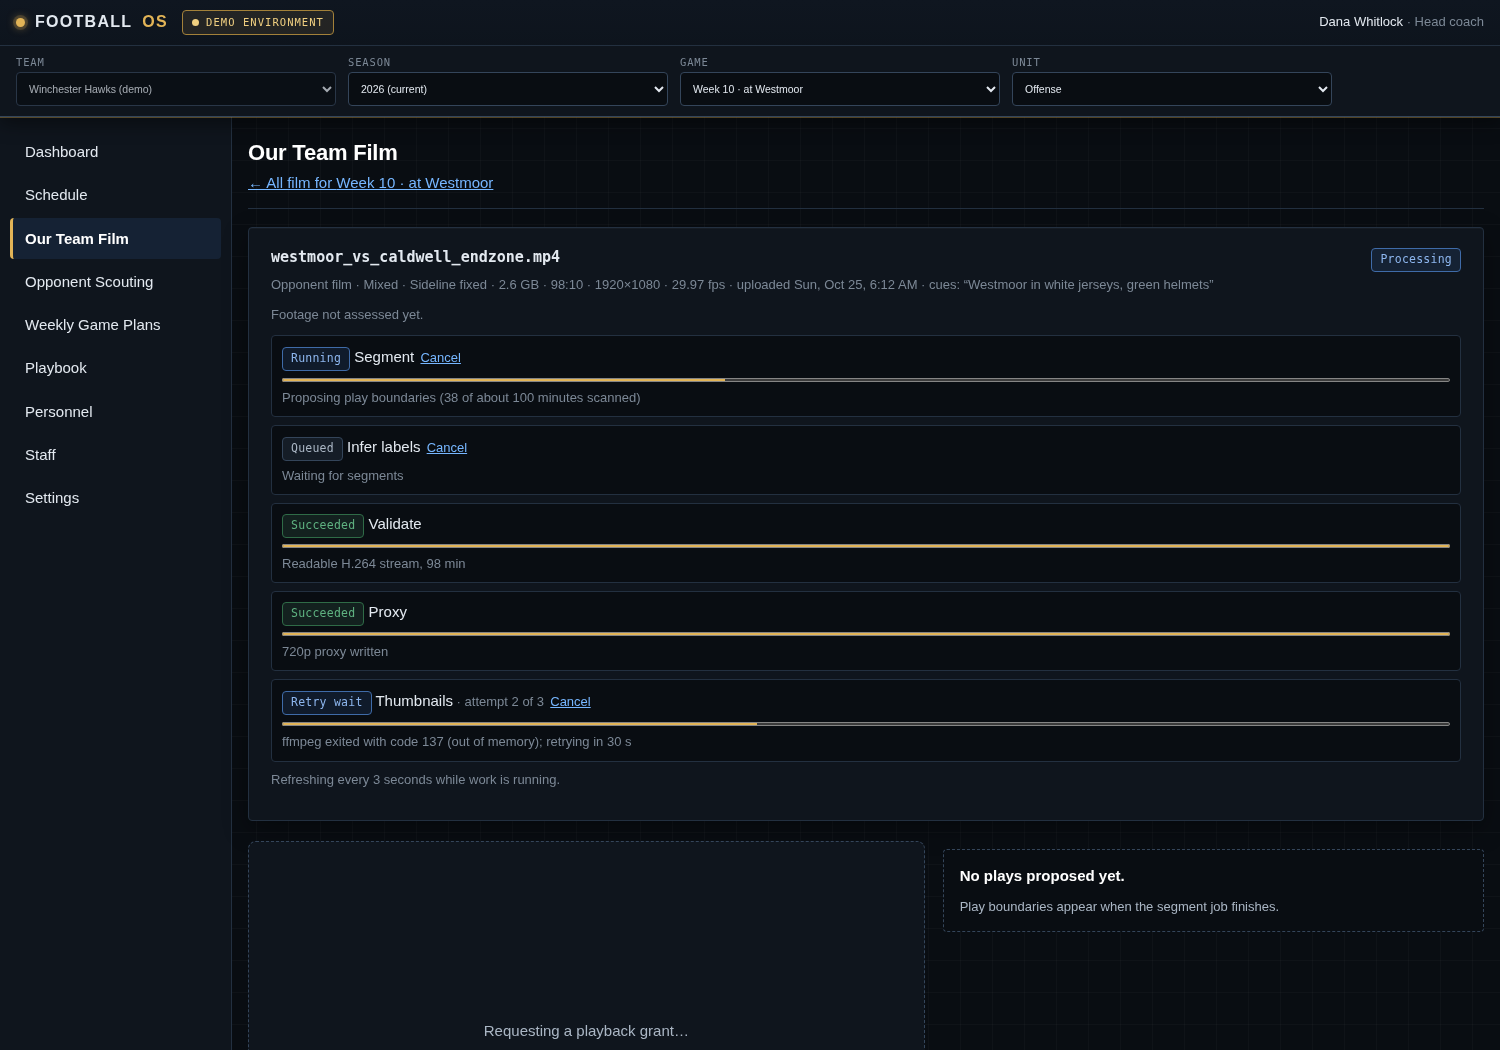 FOOTBALL OS
DEMO ENVIRONMENT
Dana Whitlock · Head coach
TEAM
Winchester Hawks (demo)
SEASON
2026 (current)
GAME
Week 10 · at Westmoor
UNIT
Offense
Dashboard
Schedule
Our Team Film
Opponent Scouting
Weekly Game Plans
Playbook
Personnel
Staff
Settings
Our Team Film
← All film for Week 10 · at Westmoor
westmoor_vs_caldwell_endzone.mp4
Processing
Opponent film · Mixed · Sideline fixed · 2.6 GB · 98:10 · 1920×1080 · 29.97 fps · uploaded Sun, Oct 25, 6:12 AM · cues: “Westmoor in white jerseys, green helmets”
Footage not assessed yet.
Running Segment Cancel
Proposing play boundaries (38 of about 100 minutes scanned)
Queued Infer labels Cancel
Waiting for segments
Succeeded Validate
Readable H.264 stream, 98 min
Succeeded Proxy
720p proxy written
Retry wait Thumbnails · attempt 2 of 3 Cancel
ffmpeg exited with code 137 (out of memory); retrying in 30 s
Refreshing every 3 seconds while work is running.
Requesting a playback grant…
No plays proposed yet.
Play boundaries appear when the segment job finishes.